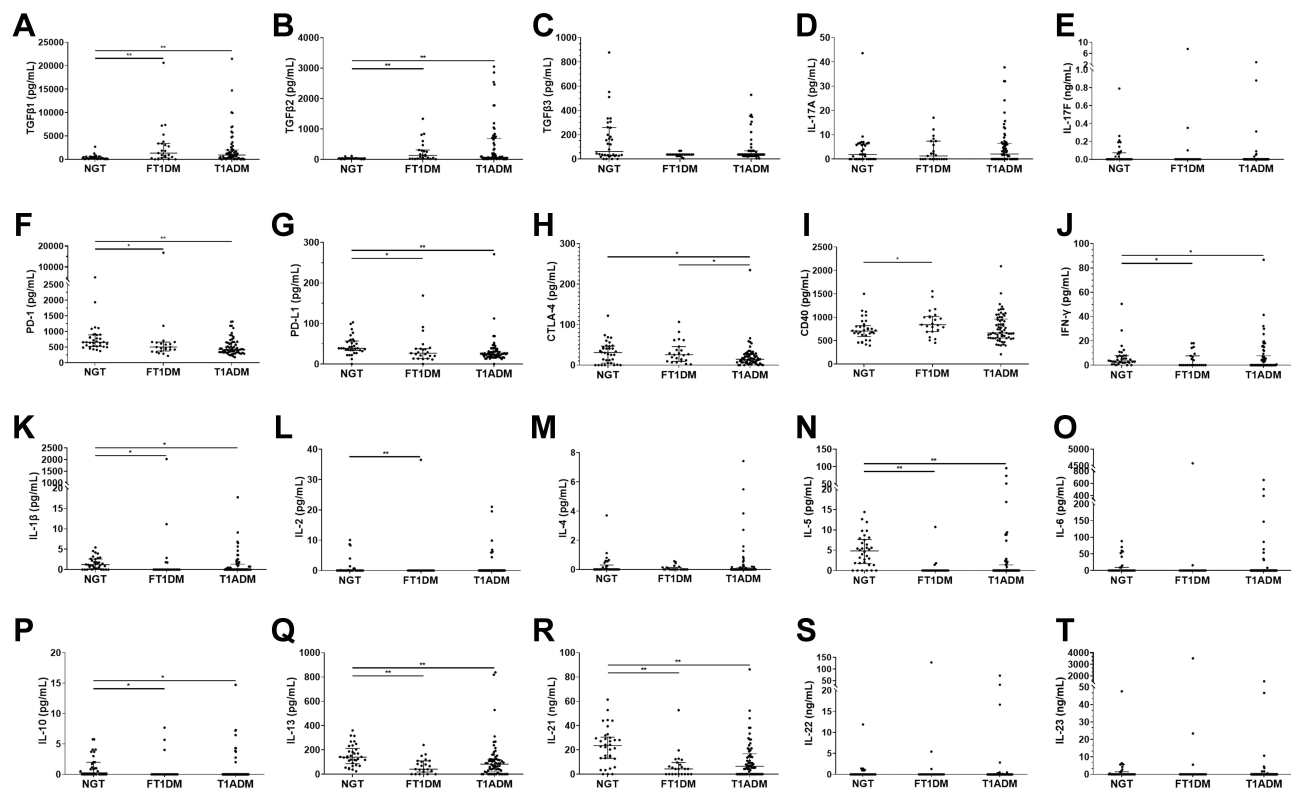 A
TGFβ1 (pg/mL)
25000
20000
15000
10000
5000
0
**
**
NGT FT1DM T1ADM
B
TGFβ2 (pg/mL)
4000
3000
2000
1000
0
**
**
NGT FT1DM T1ADM
C
TGFβ3 (pg/mL)
1000
800
600
400
200
0
NGT FT1DM T1ADM
D
IL-17A (pg/mL)
50
40
30
20
10
0
NGT FT1DM T1ADM
E
IL-17F (ng/mL)
10
6
2
1.0
0.8
0.6
0.4
0.2
0.0
NGT FT1DM T1ADM
F
PD-1 (pg/mL)
20000
10000
2500
2000
1500
1000
500
0
**
*
NGT FT1DM T1ADM
G
PD-L1 (pg/mL)
300
200
100
0
**
*
NGT FT1DM T1ADM
H
CTLA-4 (pg/mL)
300
200
100
0
*
*
NGT FT1DM T1ADM
I
CD40 (pg/mL)
2500
2000
1500
1000
500
0
*
NGT FT1DM T1ADM
J
IFN-γ (pg/mL)
100
80
60
40
20
0
*
*
NGT FT1DM T1ADM
K
IL-1β (pg/mL)
2500
2000
1500
1000
20
15
10
5
0
*
*
NGT FT1DM T1ADM
L
IL-2 (pg/mL)
40
30
20
10
0
**
NGT FT1DM T1ADM
M
IL-4 (pg/mL)
8
6
4
2
0
NGT FT1DM T1ADM
N
IL-5 (pg/mL)
150
100
50
20
15
10
5
0
**
**
NGT FT1DM T1ADM
O
IL-6 (pg/mL)
5000
4500
800
600
400
200
150
100
50
0
NGT FT1DM T1ADM
P
IL-10 (pg/mL)
20
15
10
5
0
*
*
NGT FT1DM T1ADM
Q
IL-13 (pg/mL)
1000
800
600
400
200
0
**
**
NGT FT1DM T1ADM
R
IL-21 (ng/mL)
100
80
60
40
20
0
**
**
NGT FT1DM T1ADM
S
IL-22 (ng/mL)
150
100
50
20
15
10
5
0
NGT FT1DM T1ADM
T
IL-23 (ng/mL)
4000
3000
2000
1000
50
40
30
20
10
0
NGT FT1DM T1ADM